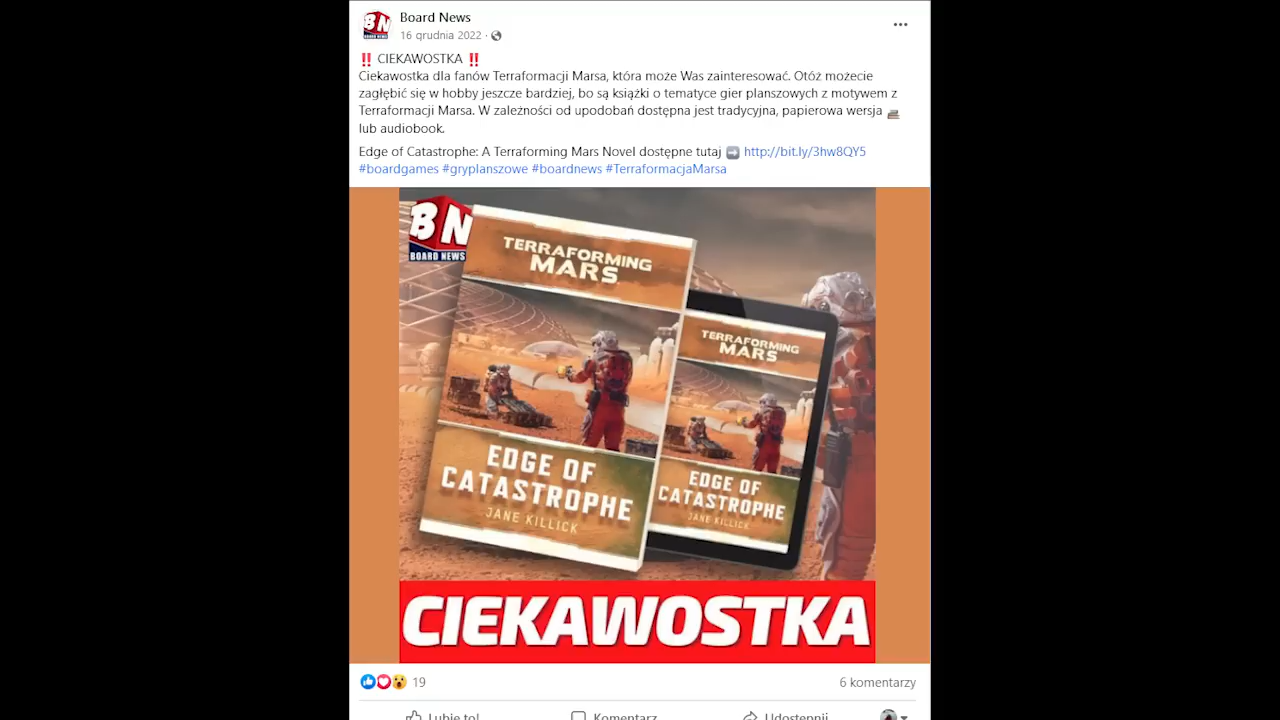 Board News
16 grudnia 2022 ·
‼ CIEKAWOSTKA ‼
Ciekawostka dla fanów Terraformacji Marsa, która może Was zainteresować. Otóż możecie
zagłębić się w hobby jeszcze bardziej, bo są książki o tematyce gier planszowych z motywem z
Terraformacji Marsa. W zależności od upodobań dostępna jest tradycyjna, papierowa wersja
lub audiobook.
Edge of Catastrophe: A Terraforming Mars Novel dostępne tutaj ➡ http://bit.ly/3hw8QY5
#boardgames #gryplanszowe #boardnews #TerraformacjaMarsa
BN
BOARD NEWS
TERRAFORMING
MARS
EDGE OF
CATASTROPHE
JANE KILLICK
TERRAFORMING
MARS
EDGE OF
CATASTROPHE
JANE KILLICK
CIEKAWOSTKA
19
6 komentarzy
Lubię to!
Komentarz
Udostępnij